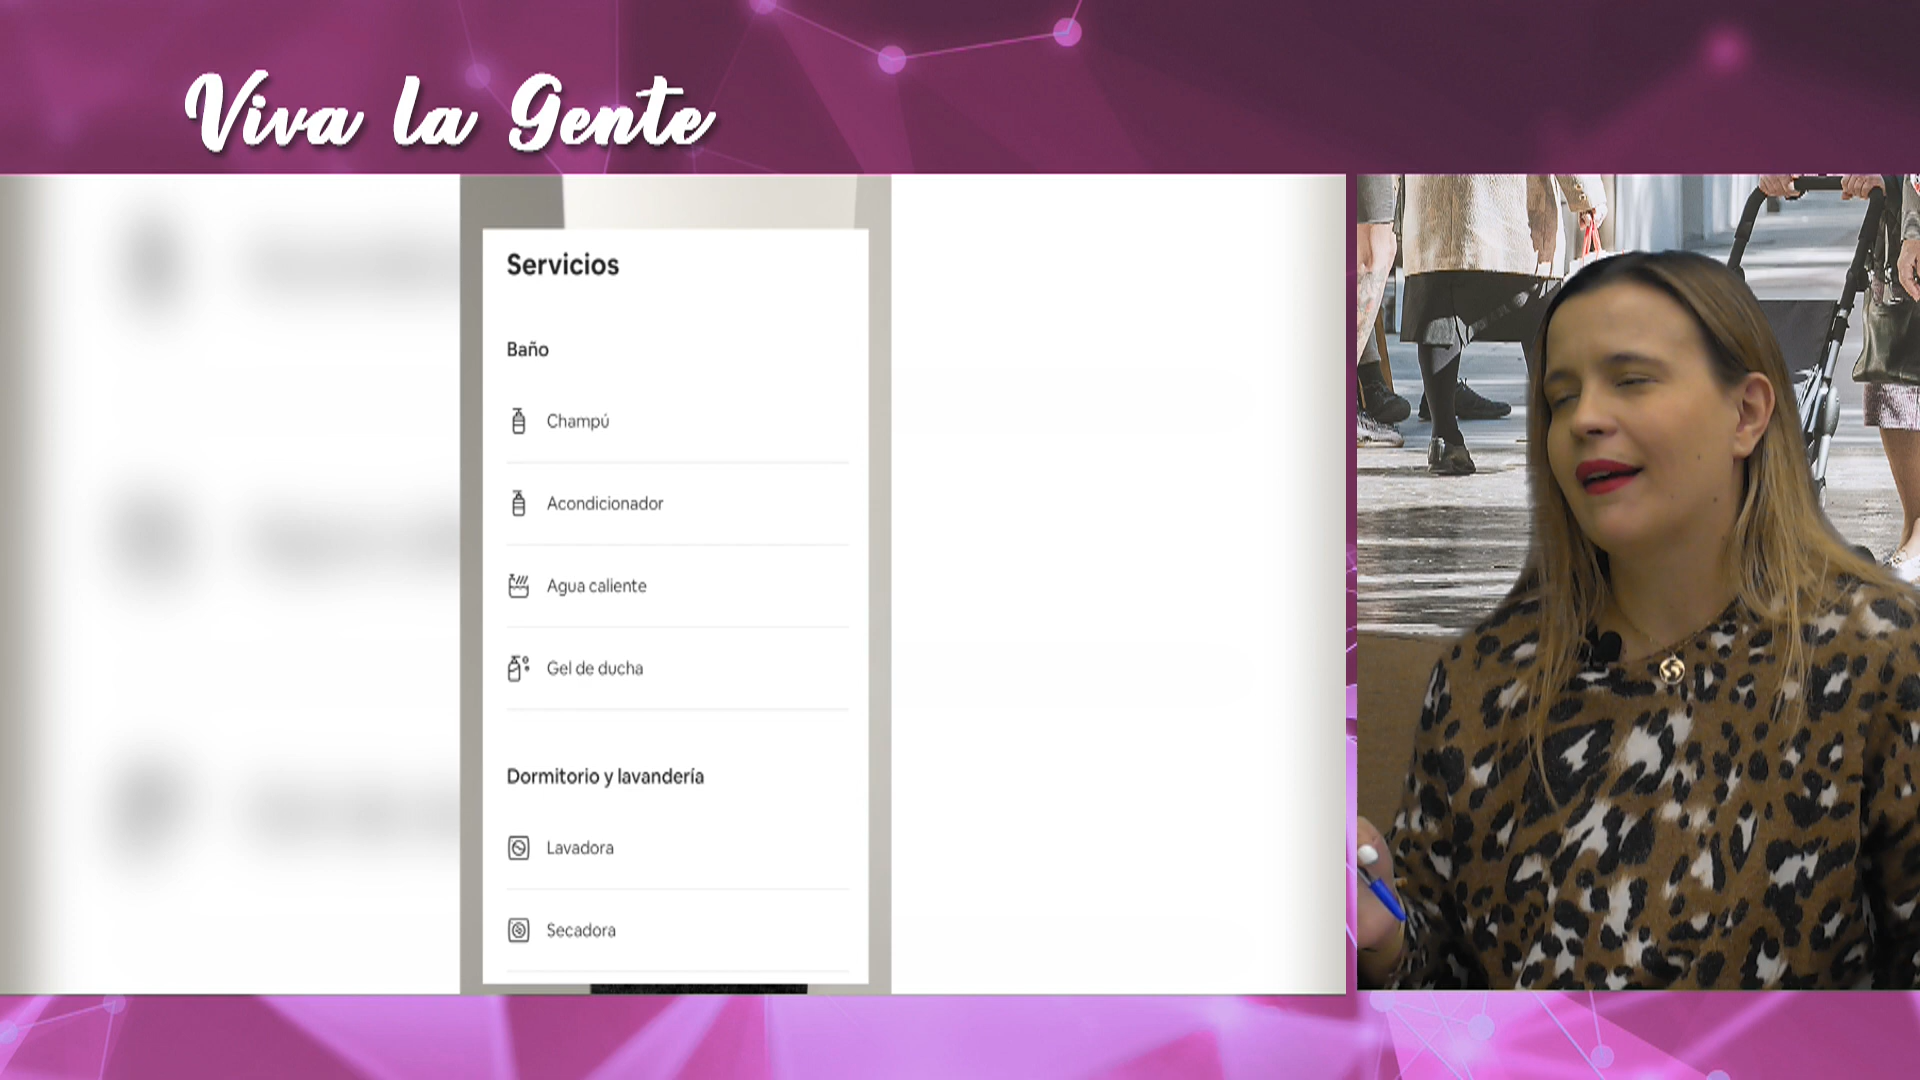 Viva la Gente
Servicios
Baño
Champú
Acondicionador
Agua caliente
Gel de ducha
Dormitorio y lavandería
Lavadora
Secadora